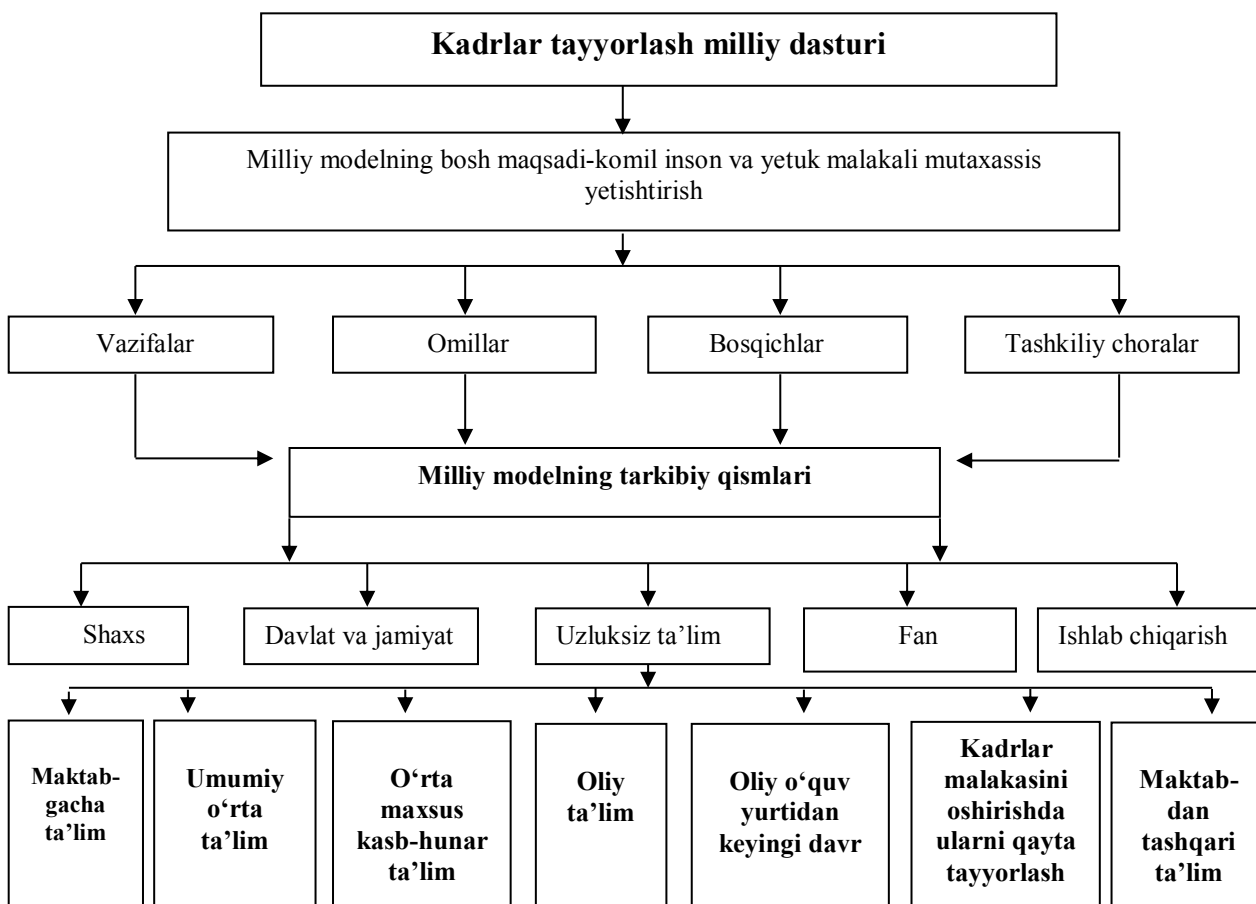 Kadrlar tayyorlash milliy dasturi
Milliy modelning bosh maqsadi-komil inson va yetuk malakali mutaxassis
yetishtirish
Vazifalar
Omillar
Bosqichlar
Tashkiliy choralar
Milliy modelning tarkibiy qismlari
Shaxs
Davlat va jamiyat
Uzluksiz ta’lim
Fan
Ishlab chiqarish
Maktab-
gacha
ta’lim
Umumiy
o‘rta
ta’lim
O‘rta
maxsus
kasb-hunar
ta’lim
Oliy
ta’lim
Oliy o‘quv
yurtidan
keyingi davr
Kadrlar
malakasini
oshirishda
ularni qayta
tayyorlash
Maktab-
dan
tashqari
ta’lim